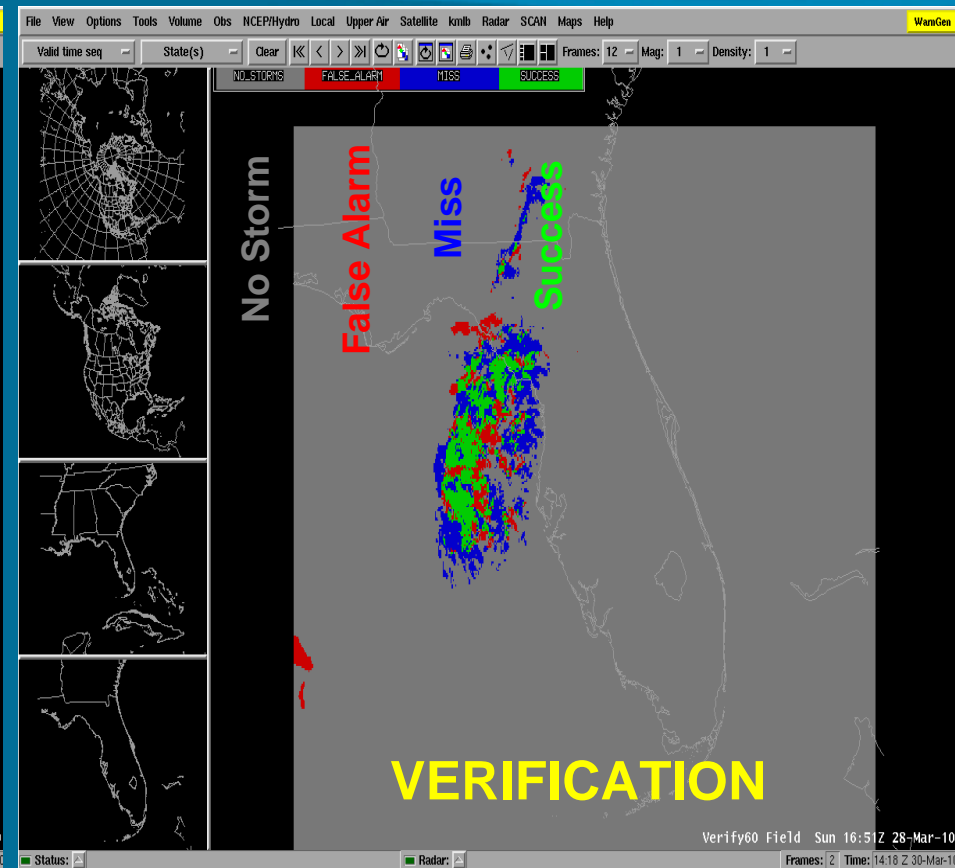 File View Options Tools Volume Obs NCEP/Hydro Local Upper Air Satellite kmlb Radar SCAN Maps Help WarnGen
Valid time seq State(s) Clear Frames: 12 Mag: 1 Density: 1
NO_STORMS FALSE_ALARM MISS SUCCESS
No Storm
False Alarm
Miss
Success
VERIFICATION
Verify60 Field Sun 16:51Z 28-Mar-10
Status: Radar: Frames: 2 Time: 14:18 Z 30-Mar-10